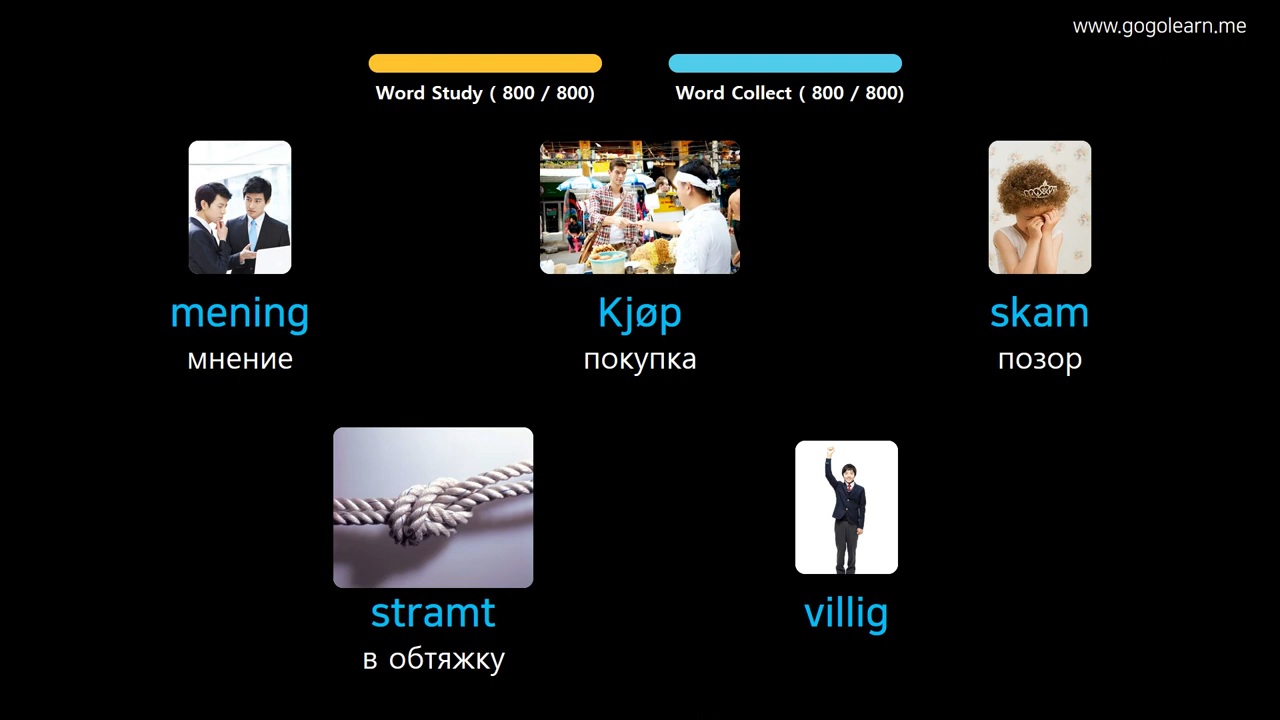 www.gogolearn.me
Word Study ( 800 / 800)
Word Collect ( 800 / 800)
mening
Kjøp
skam
мнение
покупка
позор
stramt
villig
в обтяжку